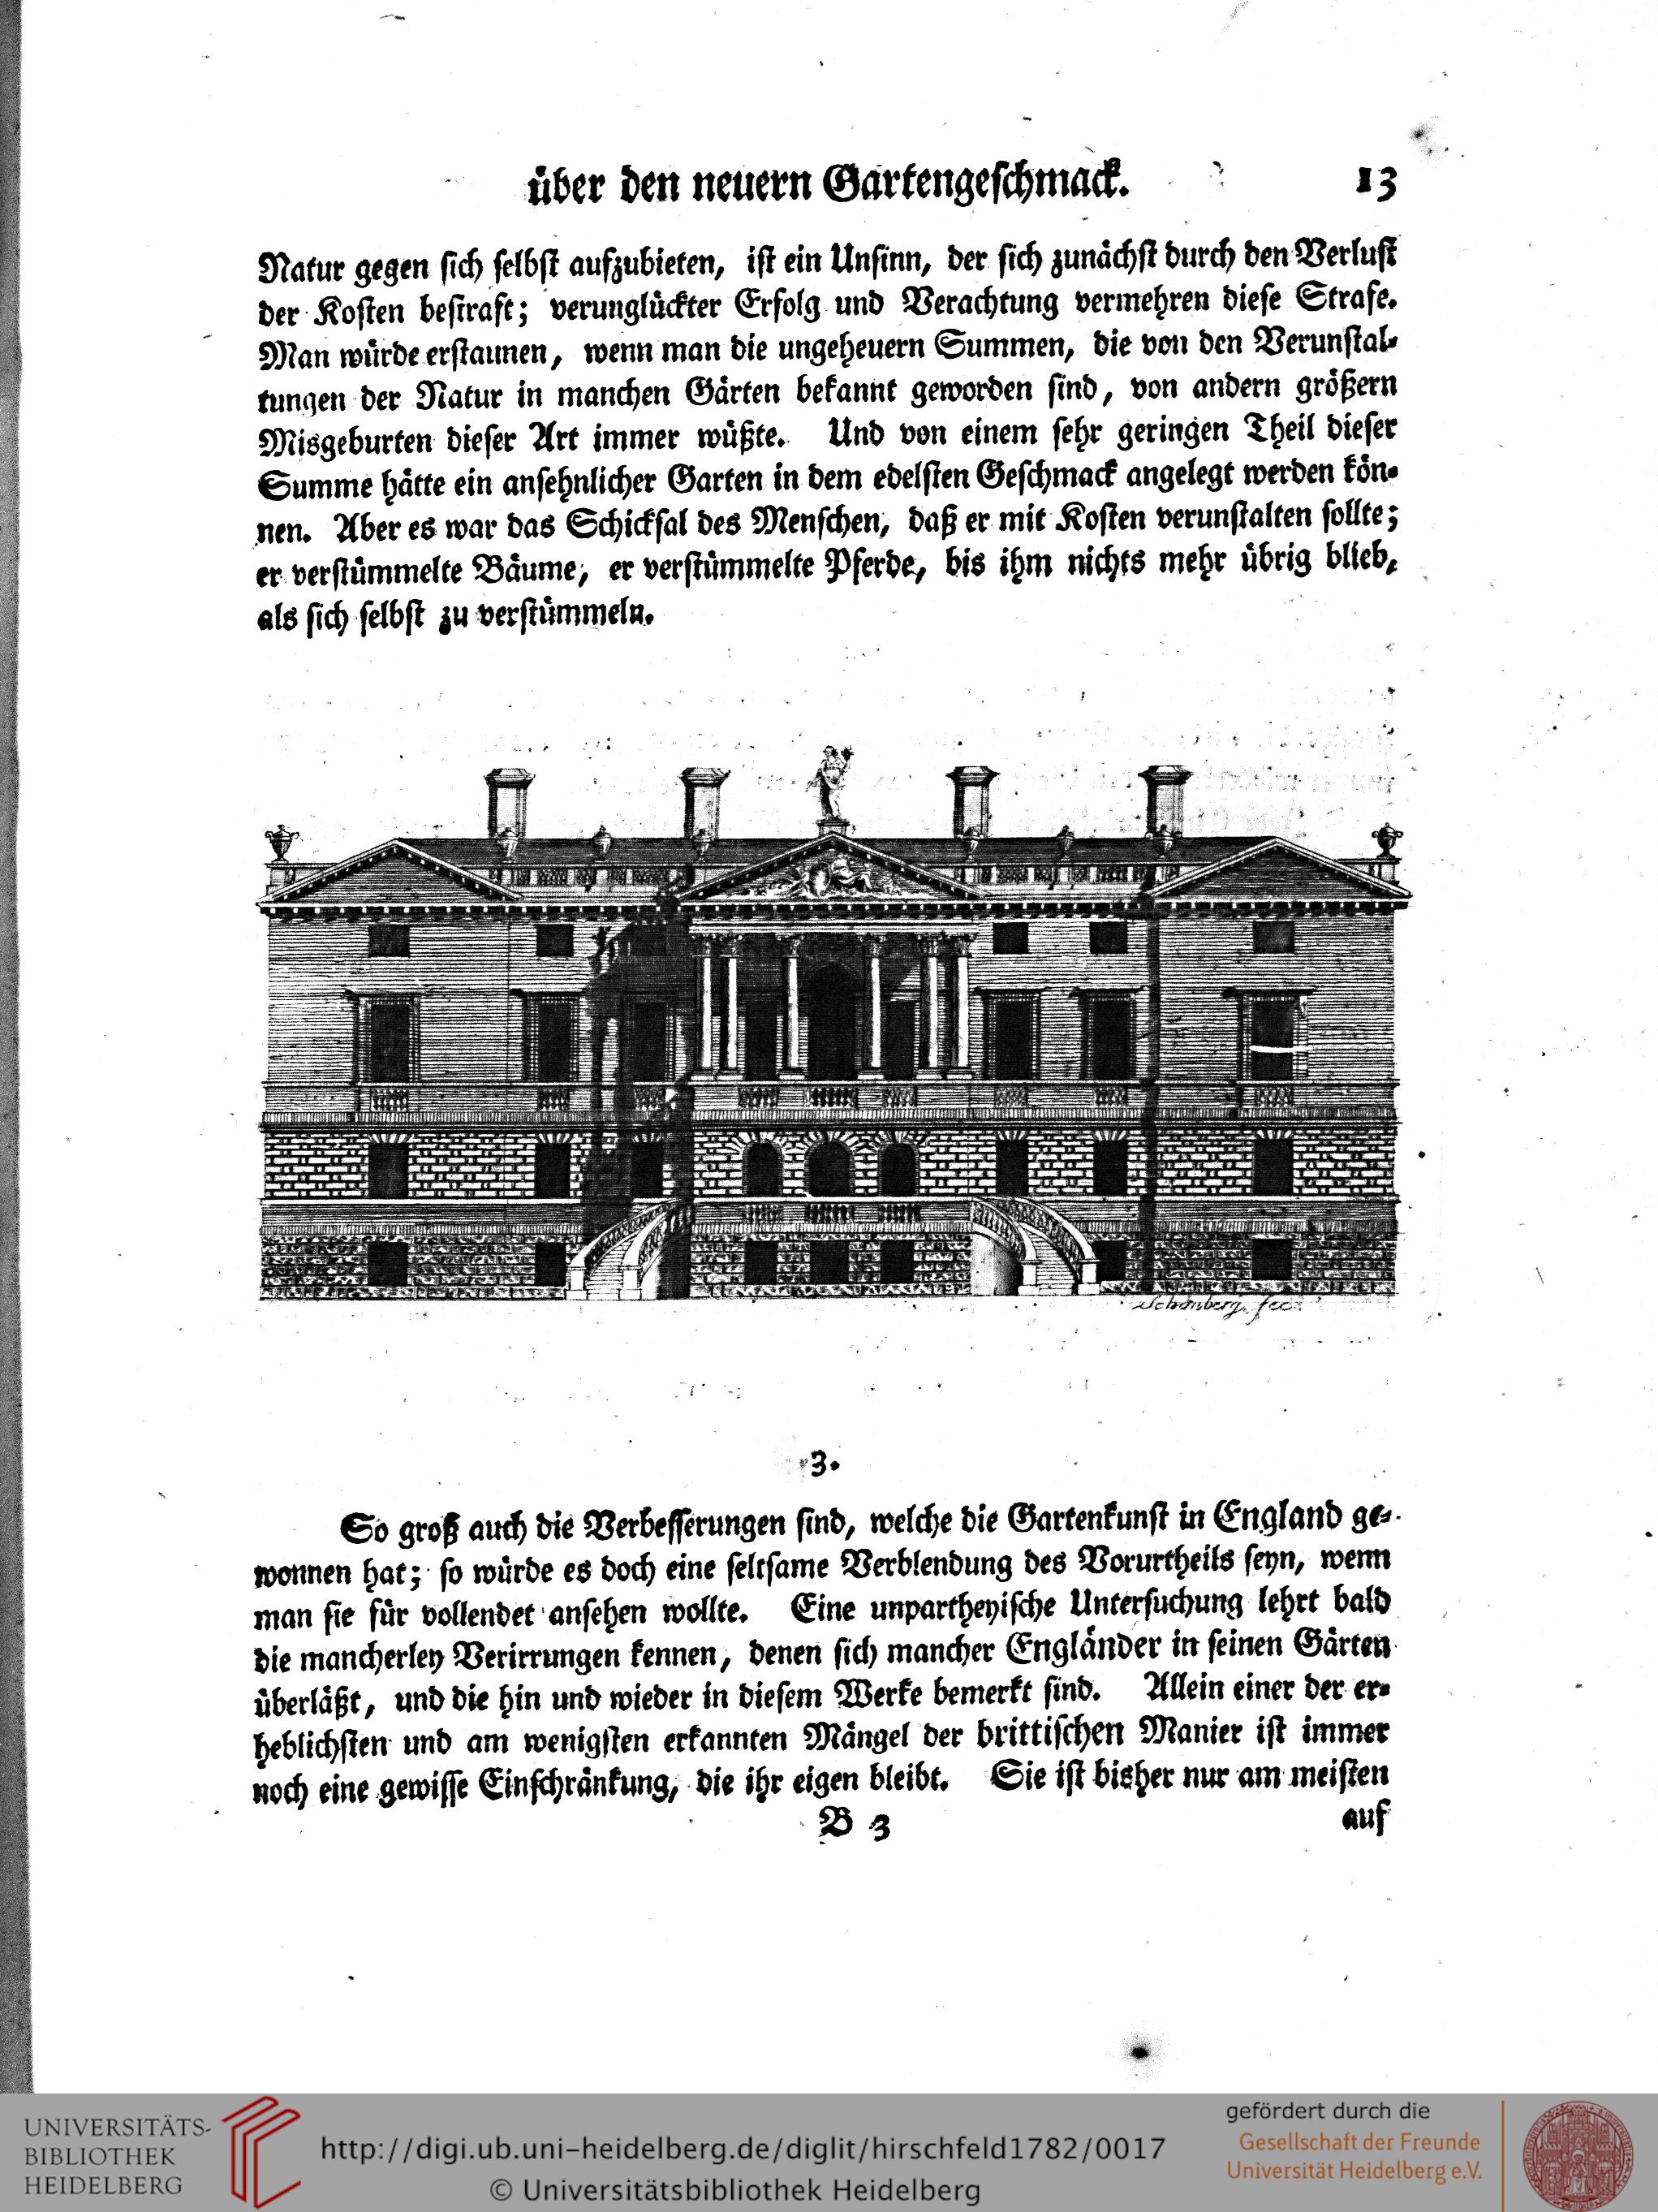 über den neuern Gartengeschmack. 13
Natur gegen sich selbst aufzubieten, ist ein Unsinn, der sich zunächst durch den Verlust
der Kosten bestraft; verunglückter Erfolg und Verachtung vermehren diese Strafe.
Man würde erstaunen, wenn man die ungeheuern Summen, die von den Verunstal-
tungen der Natur in manchen Gärten bekannt geworden sind, von andern größern
Misgeburten dieser Art immer wüßte. Und von einem sehr geringen Theil dieser
Summe hätte ein ansehnlicher Garten in dem edelsten Geschmack angelegt werden kön-
nen. Aber es war das Schicksal des Menschen, daß er mit Kosten verunstalten sollte;
er verstümmelte Bäume, er verstümmelte Pferde, bis ihm nichts mehr übrig blieb,
als sich selbst zu verstümmeln.
Schönberg. fec.
3.
So groß auch die Verbesserungen sind, welche die Gartenkunst in England ge-
wonnen hat; so würde es doch eine seltsame Verblendung des Vorurtheils seyn, wenn
man sie für vollendet ansehen wollte. Eine unpartheyische Untersuchung lehrt bald
die mancherley Verirrungen kennen, denen sich mancher Engländer in seinen Gärten
überläßt, und die hin und wieder in diesem Werke bemerkt sind. Allein einer der er-
heblichsten und am wenigsten erkannten Mängel der brittischen Manier ist immer
noch eine gewisse Einschränkung, die ihr eigen bleibt. Sie ist bisher nur am meisten
B 3 auf
UNIVERSITÄTS-
BIBLIOTHEK
HEIDELBERG
http://digi.ub.uni-heidelberg.de/diglit/hirschfeld1782/0017
© Universitätsbibliothek Heidelberg
gefördert durch die
Gesellschaft der Freunde
Universität Heidelberg e.V.